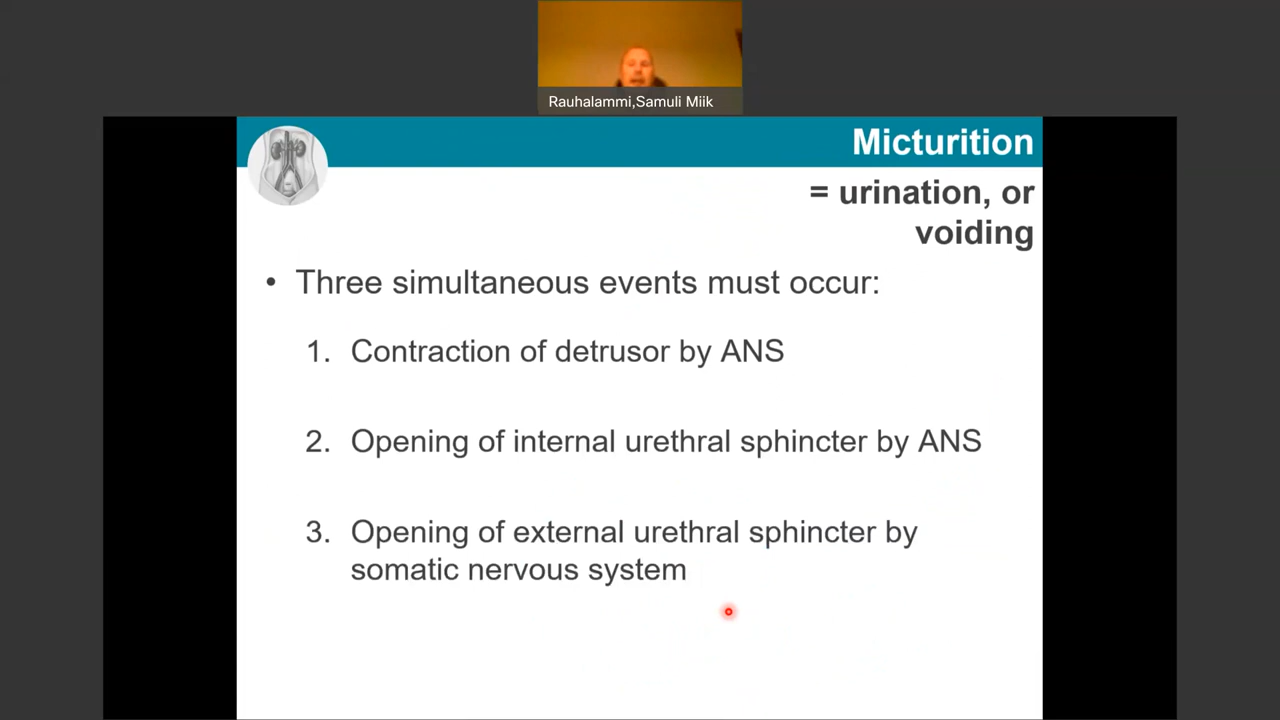 Rauhalammi,Samuli Miik
Micturition
= urination, or
voiding
• Three simultaneous events must occur:
1. Contraction of detrusor by ANS
2. Opening of internal urethral sphincter by ANS
3. Opening of external urethral sphincter by
somatic nervous system